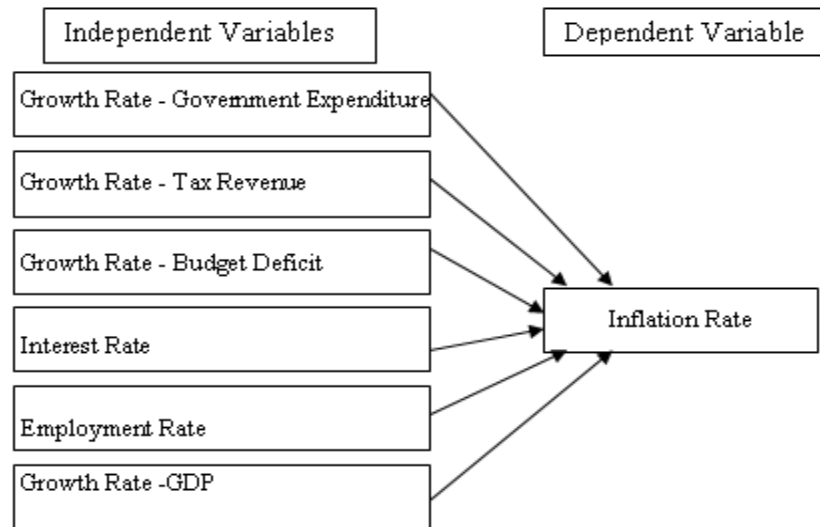 Independent Variables
Dependent Variable
Growth Rate - Government Expenditure
Growth Rate - Tax Revenue
Growth Rate - Budget Deficit
Inflation Rate
Interest Rate
Employment Rate
Growth Rate -GDP